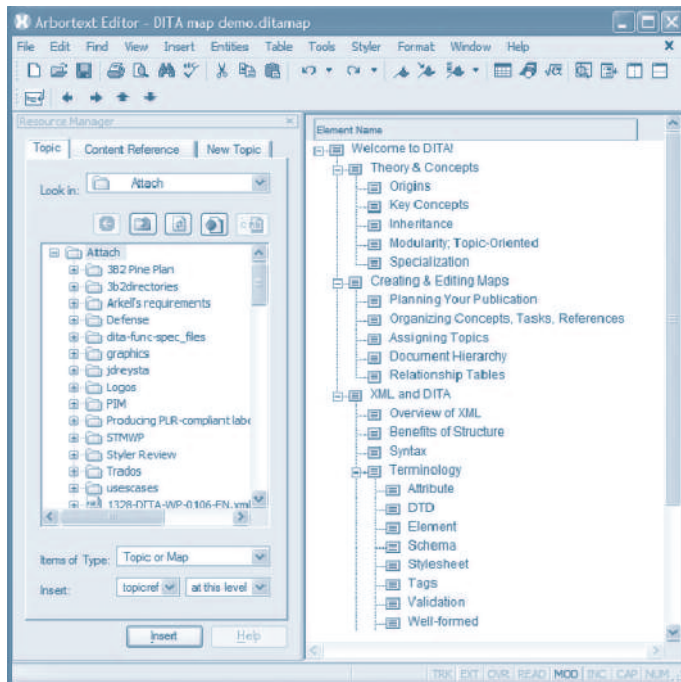 Arbortext Editor - DITA map demo.ditamap
File Edit Find View Insert Entities Table Tools Styler Format Window Help
Resource Manager
Topic Content Reference New Topic
Look in: Attach
Attach
3B2 Pine Plan
3b2directories
Arkell's requirements
Defense
dita-func-spec_files
graphics
jdreysta
Logos
PIM
Producing PLR-compliant labe
STMWP
Styler Review
Trados
usescases
1328-DITA-WP-0106-EN.xml
Items of Type: Topic or Map
Insert: topicref at this level
Insert Help
Element Name
Welcome to DITA!
Theory & Concepts
Origins
Key Concepts
Inheritance
Modularity; Topic-Oriented
Specialization
Creating & Editing Maps
Planning Your Publication
Organizing Concepts, Tasks, References
Assigning Topics
Document Hierarchy
Relationship Tables
XML and DITA
Overview of XML
Benefits of Structure
Syntax
Terminology
Attribute
DTD
Element
Schema
Stylesheet
Tags
Validation
Well-formed
TRK EXT OVR READ MOD INC CAP NUM